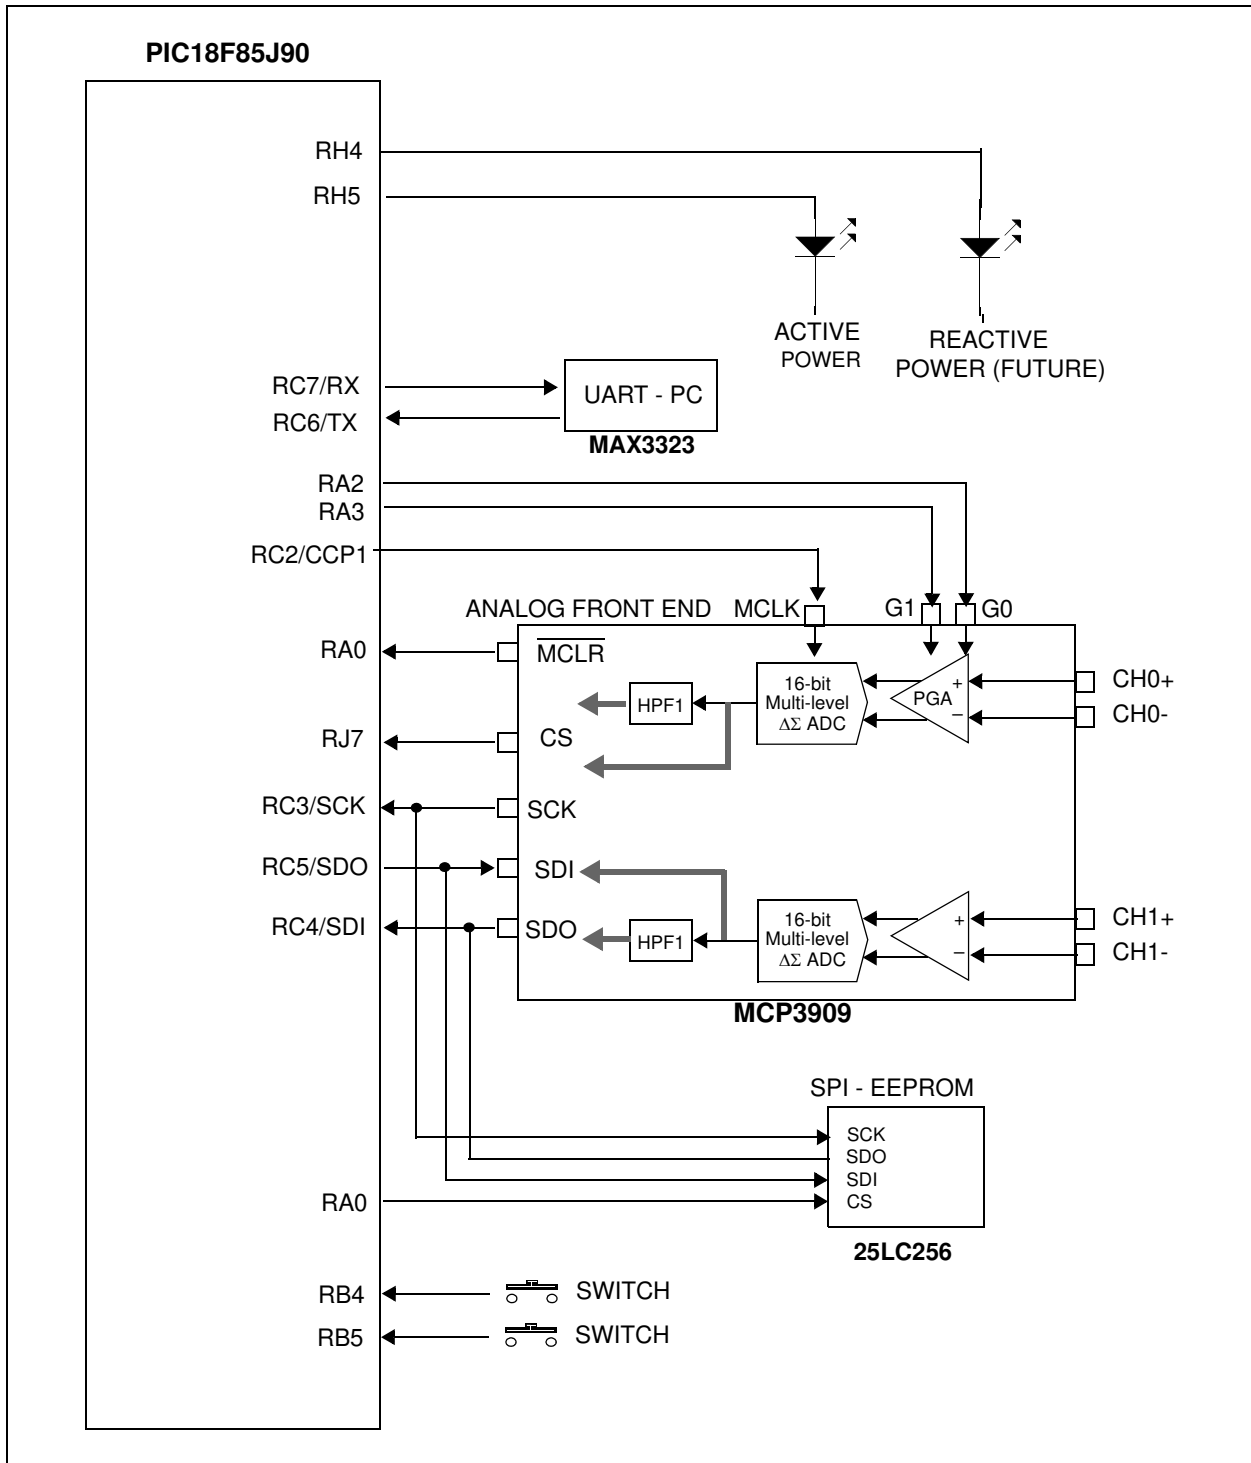 PIC18F85J90
RH4
RH5
ACTIVE
POWER
REACTIVE
POWER (FUTURE)
RC7/RX
RC6/TX
UART - PC
MAX3323
RA2
RA3
RC2/CCP1
ANALOG FRONT END MCLK G1 G0
RA0
MCLR
16-bit
Multi-level
ΔΣ ADC
HPF1
+
PGA
–
CH0+
CH0-
RJ7
CS
RC3/SCK
SCK
RC5/SDO
SDI
RC4/SDI
SDO
HPF1
16-bit
Multi-level
ΔΣ ADC
+
–
CH1+
CH1-
MCP3909
SPI - EEPROM
SCK
SDO
SDI
CS
RA0
25LC256
RB4
SWITCH
RB5
SWITCH